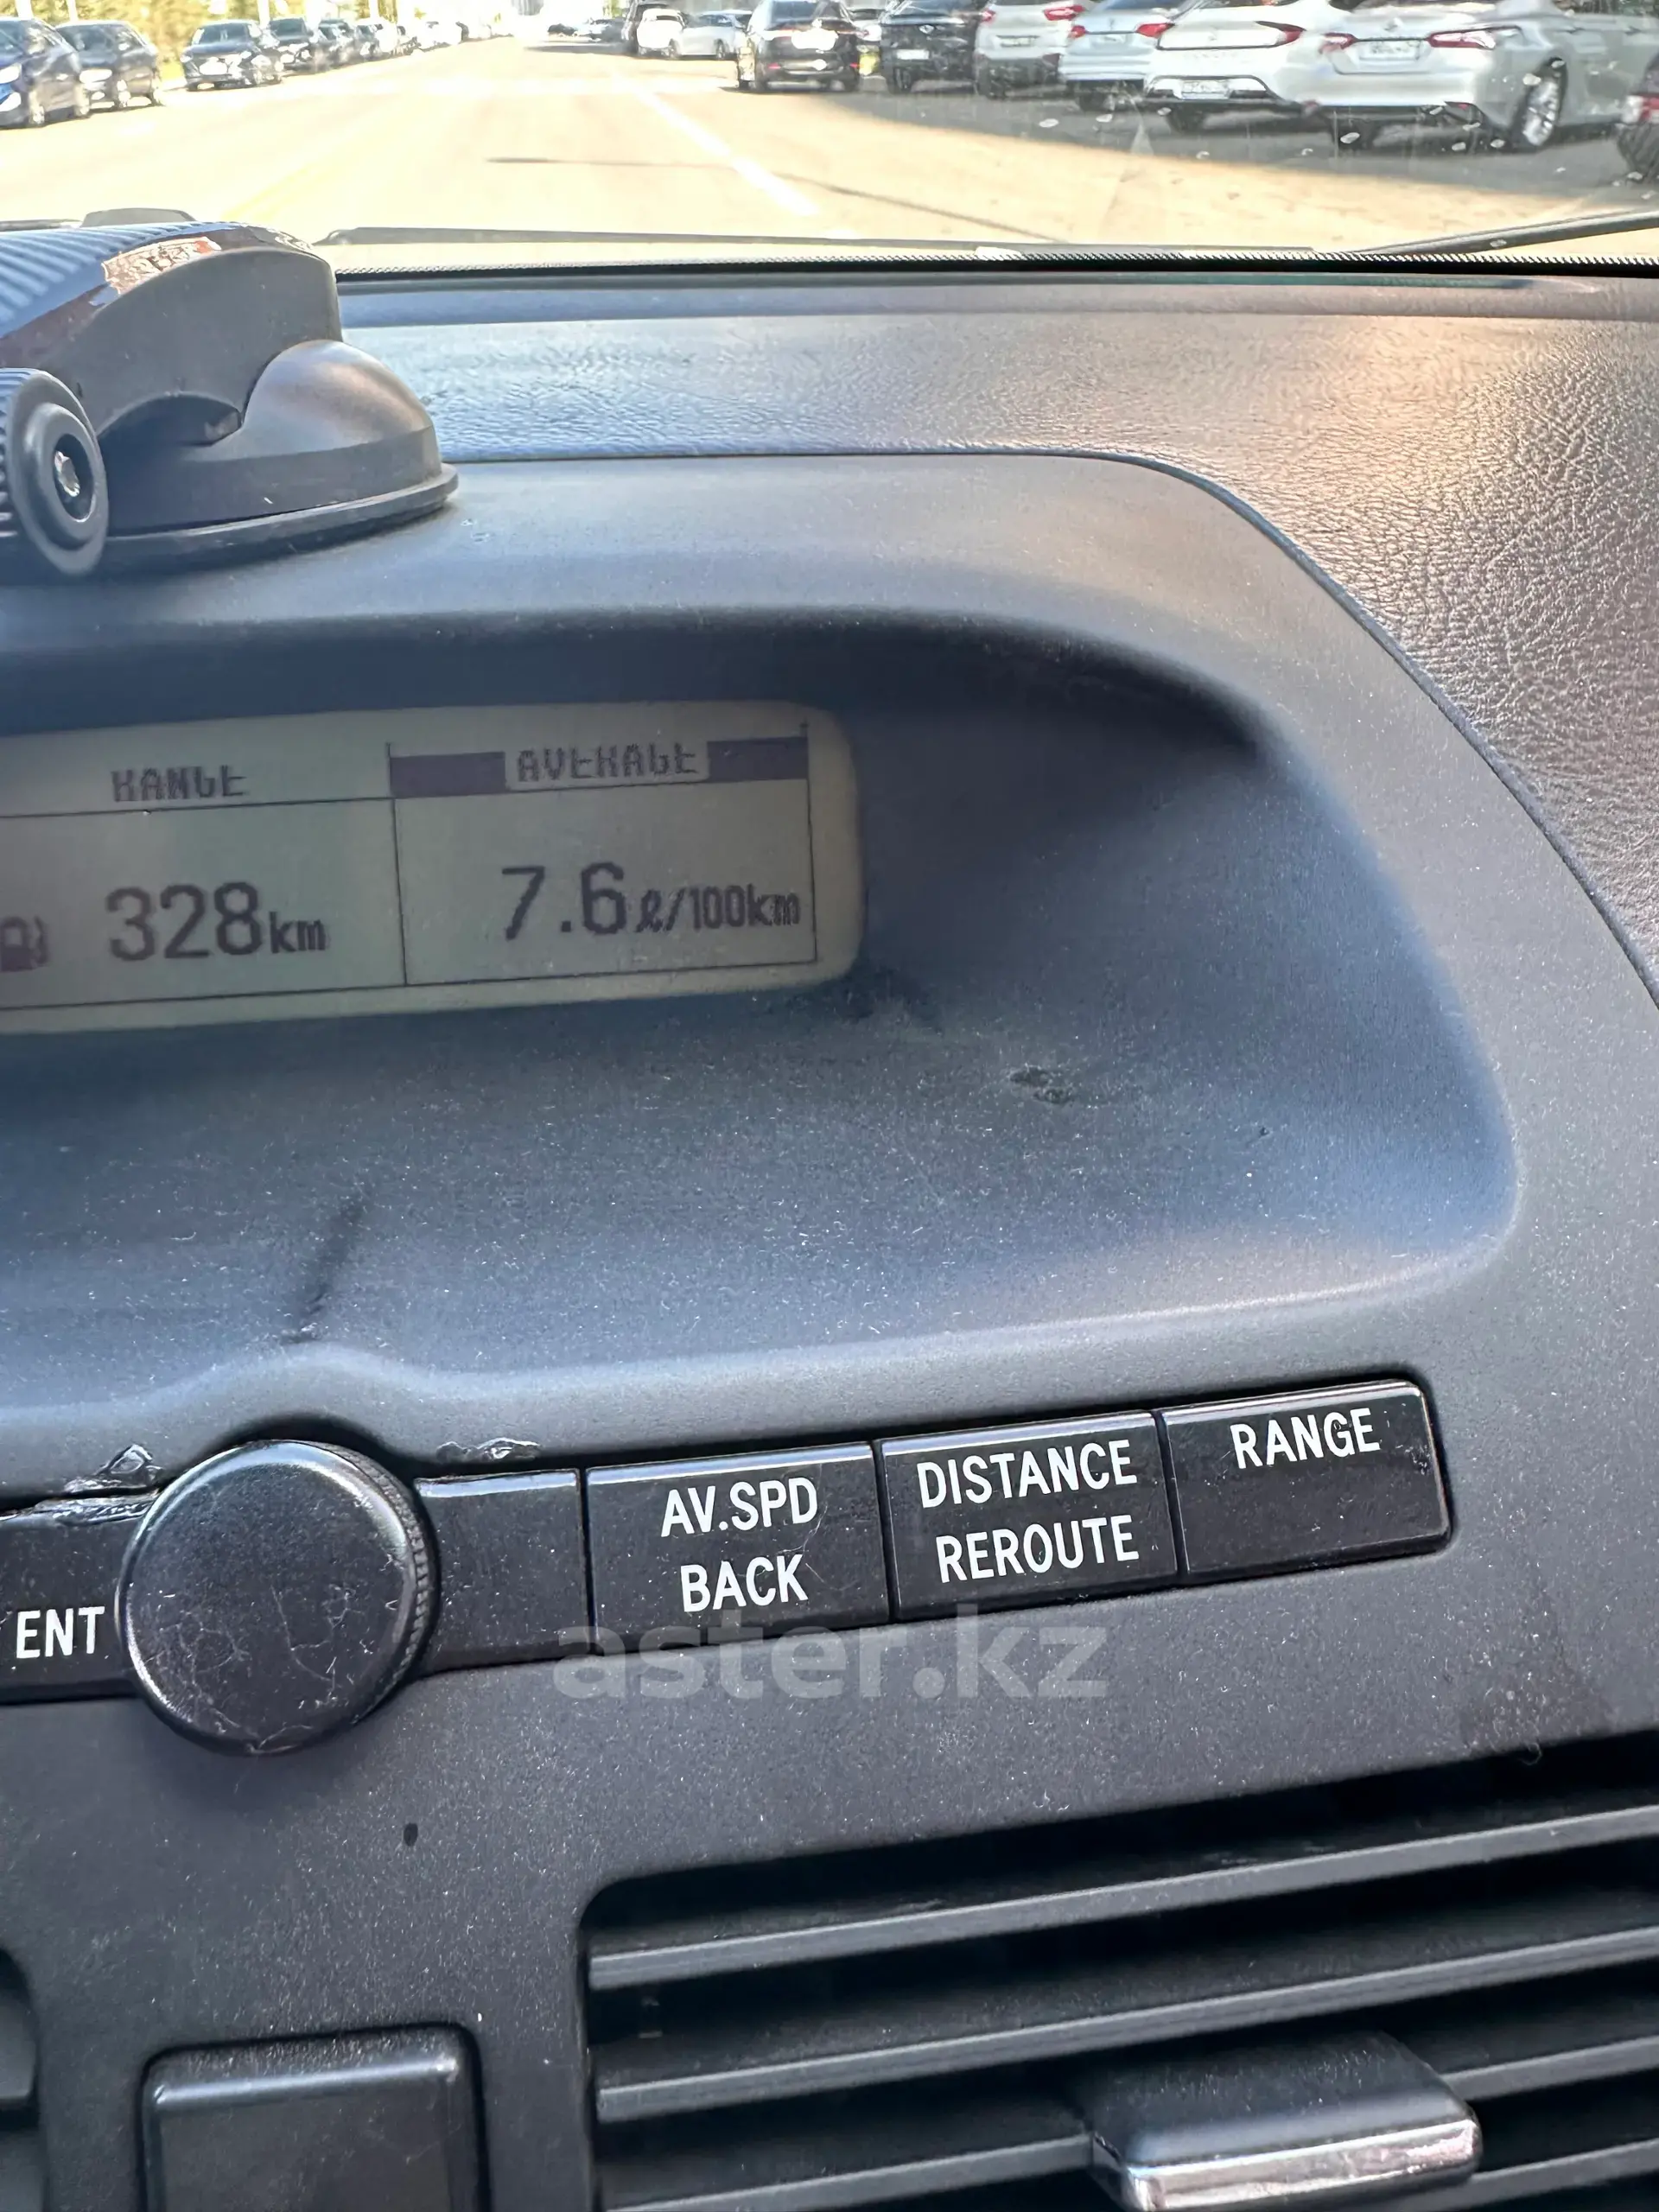 RANGE AVERAGE
328km 7.6ℓ/100km
RANGE
AV.SPD DISTANCE
BACK REROUTE
ENT
aster.kz